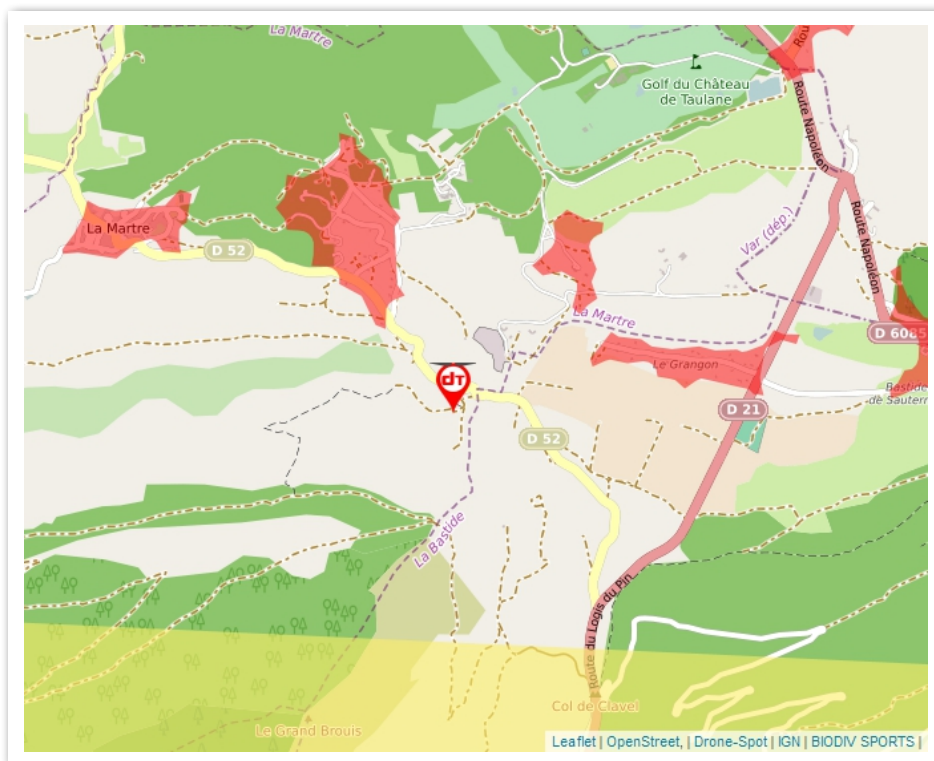 La Martre
Rou
Golf du Château
de Taulane
Route Napoléon
Var (dép.)
Route Napoléon
La Martre
D 52
La Martre
D 6085
Le Grangon
Bastide
de Sauterr
dT
D 21
D 52
La Bastide
Route du Logis du Pin
Col de Clavel
Le Grand Brouis
Leaflet | OpenStreet, | Drone-Spot | IGN | BIODIV SPORTS |